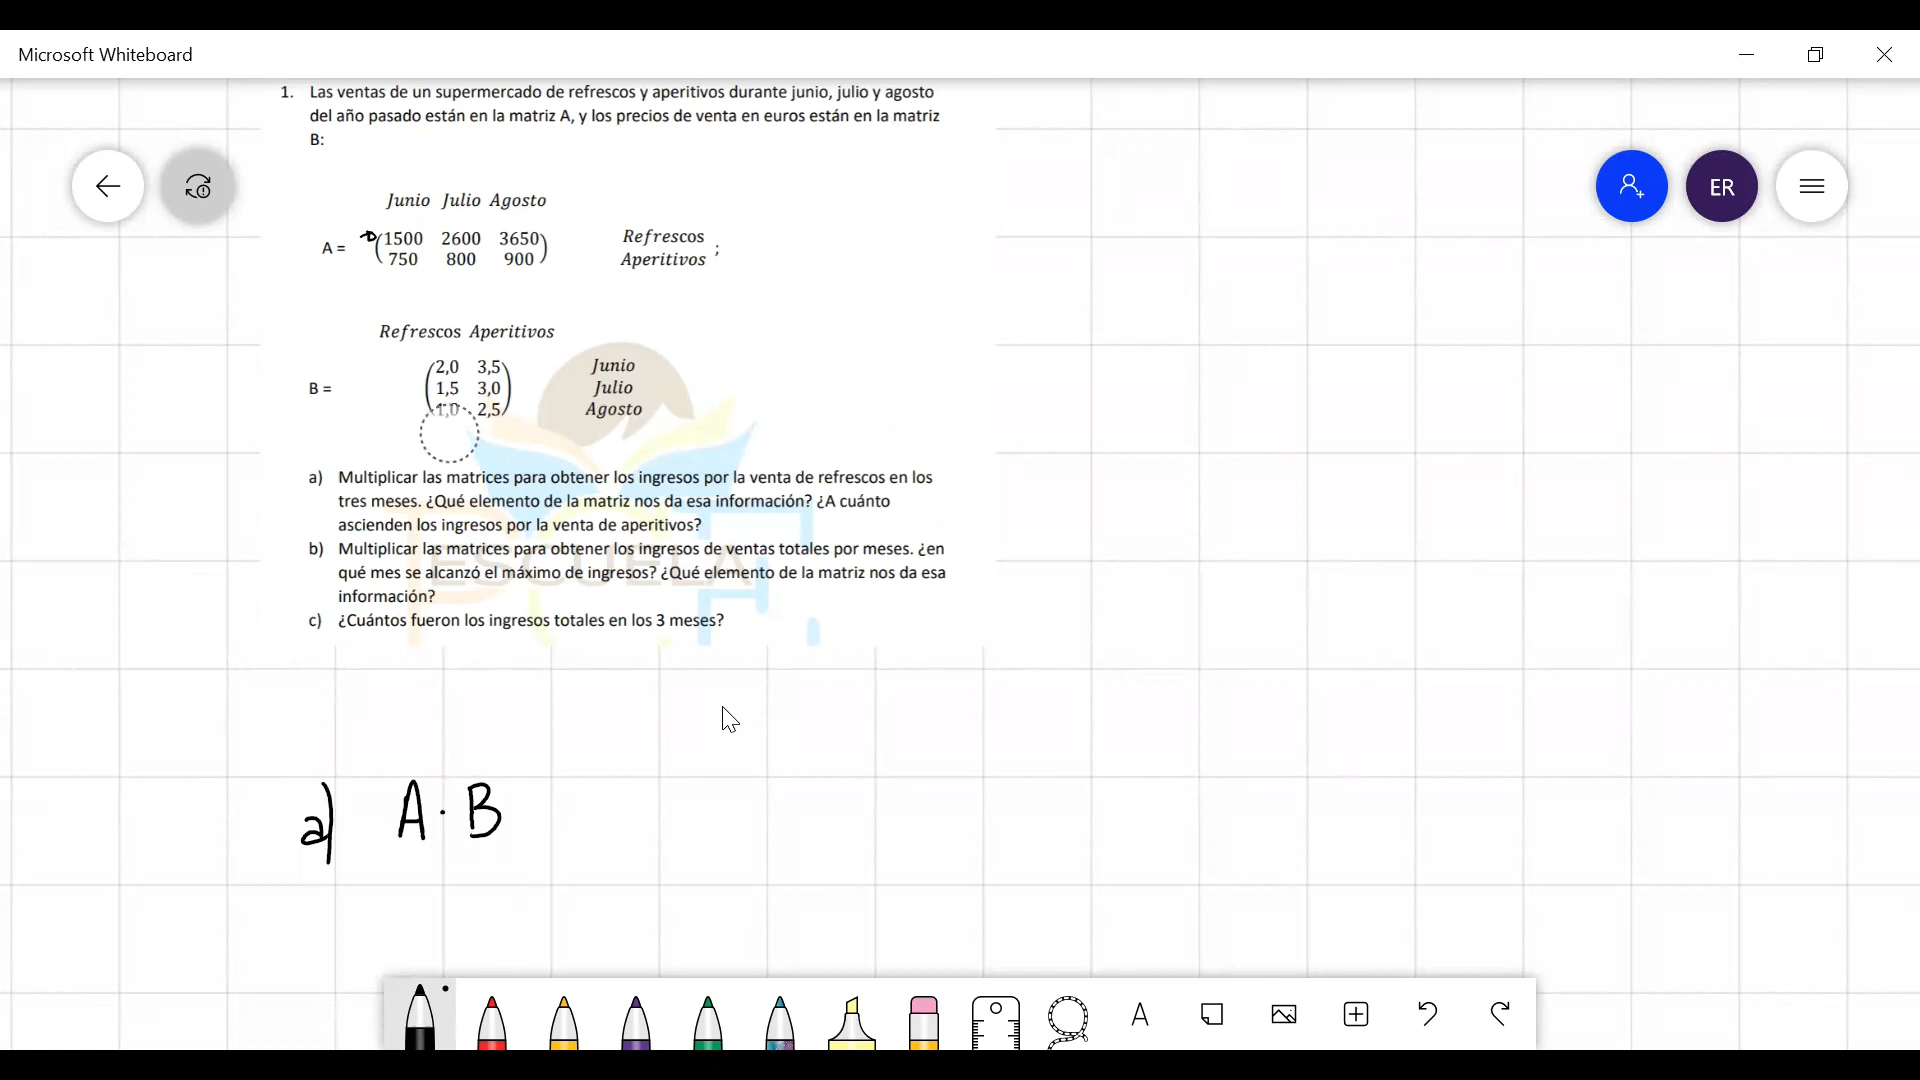 Microsoft Whiteboard
1. Las ventas de un supermercado de refrescos y aperitivos durante junio, julio y agosto
del año pasado están en la matriz A, y los precios de venta en euros están en la matriz
B:
ER
Junio Julio Agosto
A = (1500 2600 3650) Refrescos ;
750 800 900 Aperitivos
Refrescos Aperitivos
2,0 3,5 Junio
B = 1,5 3,0 Julio
1,0 2,5 Agosto
a) Multiplicar las matrices para obtener los ingresos por la venta de refrescos en los
tres meses. ¿Qué elemento de la matriz nos da esa información? ¿A cuánto
ascienden los ingresos por la venta de aperitivos?
b) Multiplicar las matrices para obtener los ingresos de ventas totales por meses. ¿en
qué mes se alcanzó el máximo de ingresos? ¿Qué elemento de la matriz nos da esa
información?
c) ¿Cuántos fueron los ingresos totales en los 3 meses?
ESCUELA
a) A · B